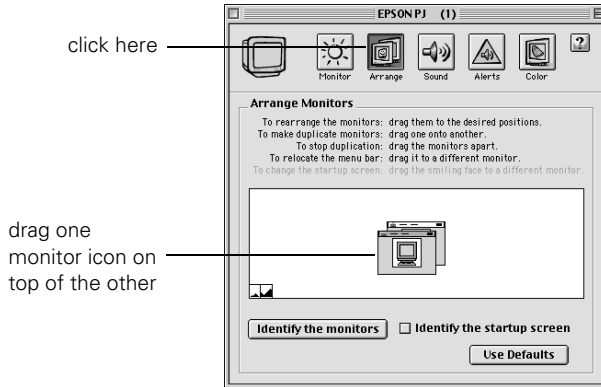 EPSON PJ (1)
click here
Monitor
Arrange
Sound
Alerts
Color
?
Arrange Monitors
To rearrange the monitors: drag them to the desired positions.
To make duplicate monitors: drag one onto another.
To stop duplication: drag the monitors apart.
To relocate the menu bar: drag it to a different monitor.
To change the startup screen: drag the smiling face to a different monitor.
drag one
monitor icon on
top of the other
Identify the monitors
Identify the startup screen
Use Defaults